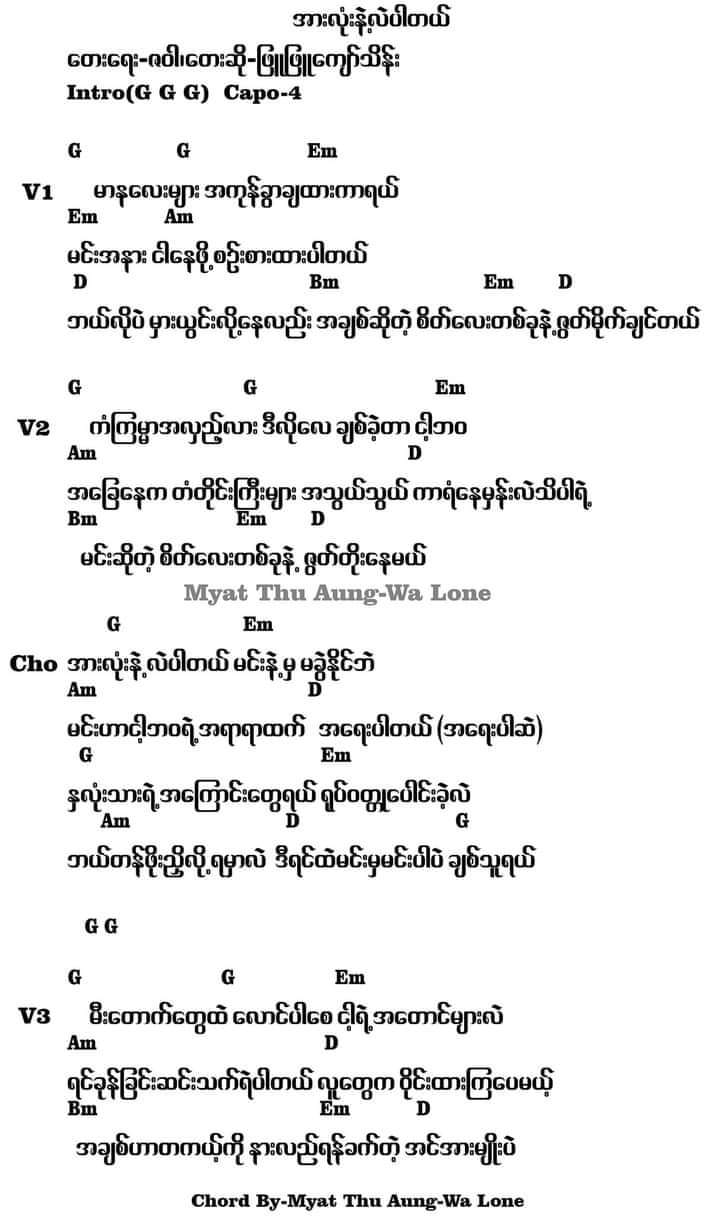 အားလုံးနဲ့လဲပါတယ်
တေးရေး-ဇဝါ၊တေးဆို-ဖြူဖြူကျော်သိန်း
Intro(G G G) Capo-4
G G Em
V1 မာနလေးများ အကုန်ခွာချထားကာရယ်
Em Am
မင်းအနား ငါနေဖို့စဉ်းစားထားပါတယ်
D Bm Em D
ဘယ်လိုပဲ မှားယွင်းလို့နေလည်း အချစ်ဆိုတဲ့ စိတ်လေးတစ်ခုနဲ့ ဇွတ်မိုက်ချင်တယ်
G G Em
V2 ကံကြမ္မာအလှည့်လား ဒီလိုလေ ချစ်ခဲ့တာ ငါ့ဘဝ
Am D
အခြေနေက တံတိုင်းကြီးများ အသွယ်သွယ် ကာရံနေမှန်းလဲသိပါရဲ့
Bm Em D
မင်းဆိုတဲ့ စိတ်လေးတစ်ခုနဲ့ ဇွတ်တိုးနေမယ်
Myat Thu Aung-Wa Lone
G Em
Cho အားလုံးနဲ့ လဲပါတယ် မင်းနဲ့မှ မခွဲနိုင်ဘဲ
Am D
မင်းဟာငါ့ဘဝရဲ့အရာရာထက် အရေးပါတယ် (အရေးပါဆဲ)
G Em
နှလုံးသားရဲ့အကြောင်းတွေရယ် ရုပ်ဝတ္ထုပေါင်းခဲ့လဲ
Am D G
ဘယ်တန်ဖိုးညှိလို့ရမှာလဲ ဒီရင်ထဲမင်းမှမင်းပါပဲ ချစ်သူရယ်
G G
G G Em
V3 မီးတောက်တွေထဲ လောင်ပါစေ ငါ့ရဲ့အတောင်များလဲ
Am D
ရင်ခုန်ခြင်းဆင်းသက်ရဲပါတယ် လူတွေက ဝိုင်းထားကြပေမယ့်
Bm Em D
အချစ်ဟာတကယ့်ကို နားလည်ရန်ခက်တဲ့ အင်အားမျိုးပဲ
Chord By-Myat Thu Aung-Wa Lone